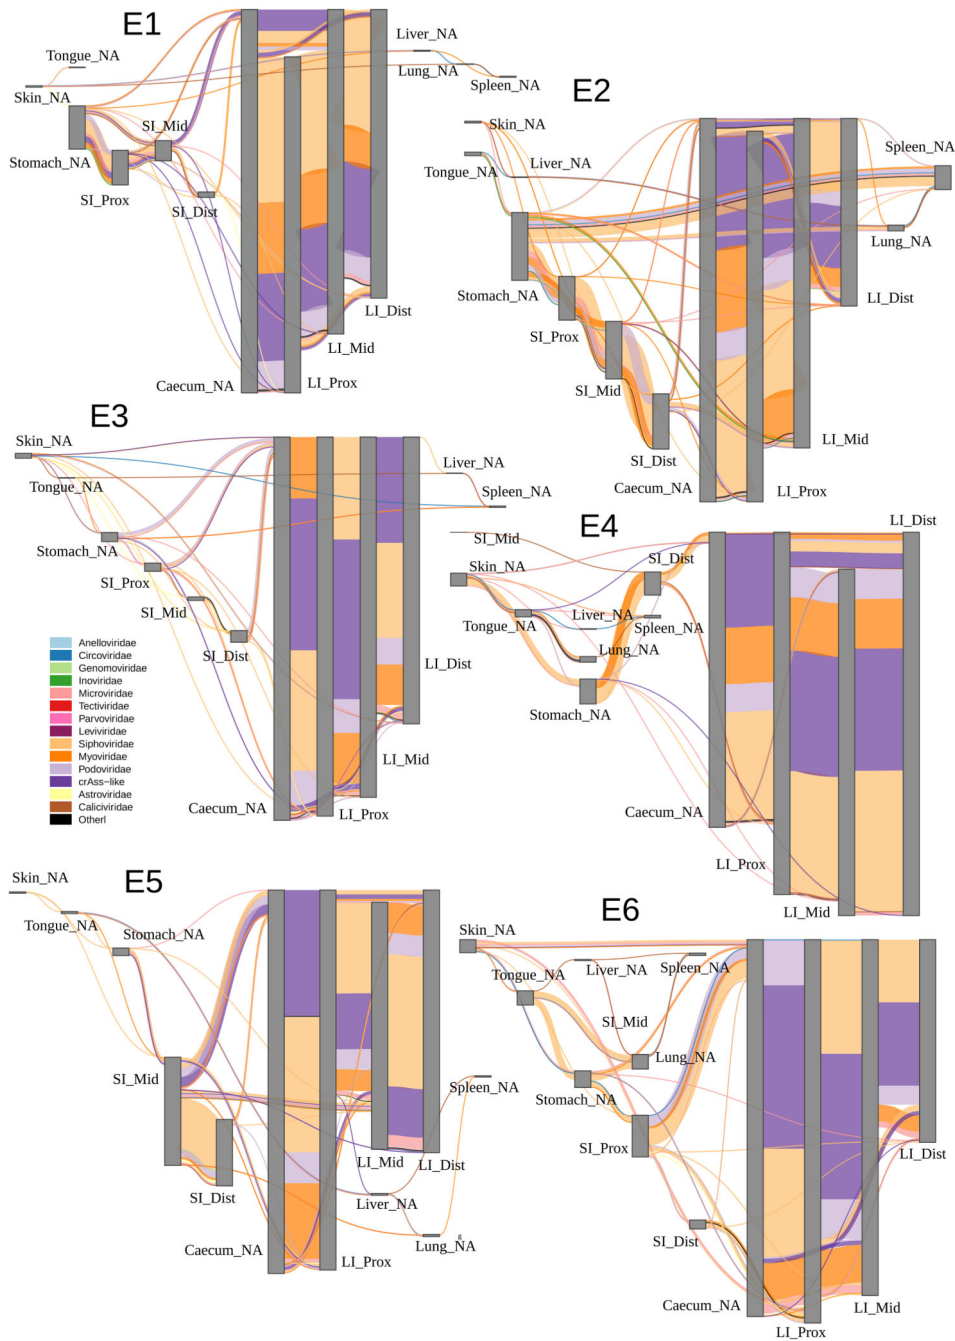 E1
Tongue_NA
Skin_NA
Stomach_NA
SI_Mid
SI_Prox
SI_Dist
Liver_NA
Lung_NA
Spleen_NA
LI_Dist
LI_Mid
LI_Prox
Caecum_NA
E2
Skin_NA
Tongue_NA
Liver_NA
Spleen_NA
Lung_NA
Stomach_NA
SI_Prox
SI_Mid
SI_Dist
LI_Dist
LI_Mid
LI_Prox
Caecum_NA
E3
Skin_NA
Tongue_NA
Stomach_NA
SI_Prox
SI_Mid
SI_Dist
Liver_NA
Spleen_NA
LI_Dist
LI_Mid
LI_Prox
Caecum_NA
Anelloviridae
Circoviridae
Genomoviridae
Inoviridae
Microviridae
Tectiviridae
Parvoviridae
Leviviridae
Siphoviridae
Myoviridae
Podoviridae
crAss−like
Astroviridae
Caliciviridae
Otherl
E4
SI_Mid
Skin_NA
SI_Dist
Tongue_NA
Liver_NA
Spleen_NA
Lung_NA
Stomach_NA
LI_Dist
Caecum_NA
LI_Prox
LI_Mid
E5
Skin_NA
Tongue_NA
Stomach_NA
SI_Mid
SI_Dist
Spleen_NA
LI_Mid
LI_Dist
Liver_NA
Lung_NA
g
Caecum_NA
LI_Prox
E6
Skin_NA
Tongue_NA
Liver_NA
Spleen_NA
SI_Mid
Lung_NA
Stomach_NA
SI_Prox
SI_Dist
LI_Dist
Caecum_NA
LI_Mid
LI_Prox